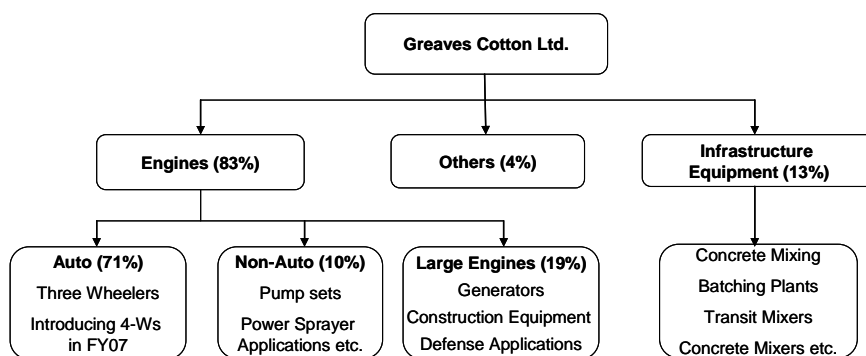 Greaves Cotton Ltd.
Engines (83%)
Others (4%)
Infrastructure
Equipment (13%)
Auto (71%)
Three Wheelers
Introducing 4-Ws
in FY07
Non-Auto (10%)
Pump sets
Power Sprayer
Applications etc.
Large Engines (19%)
Generators
Construction Equipment
Defense Applications
Concrete Mixing
Batching Plants
Transit Mixers
Concrete Mixers etc.